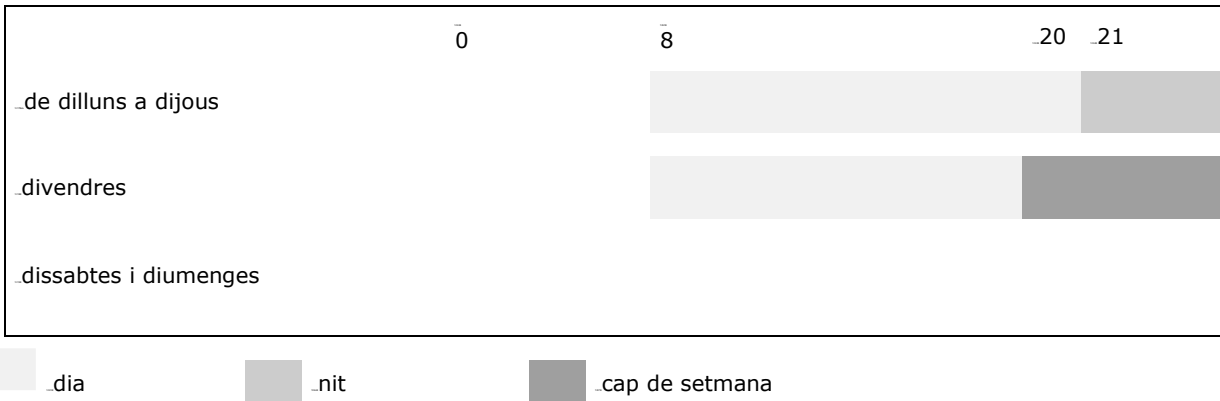 0 8 20 21
de dilluns a dijous
divendres
dissabtes i diumenges
dia nit cap de setmana